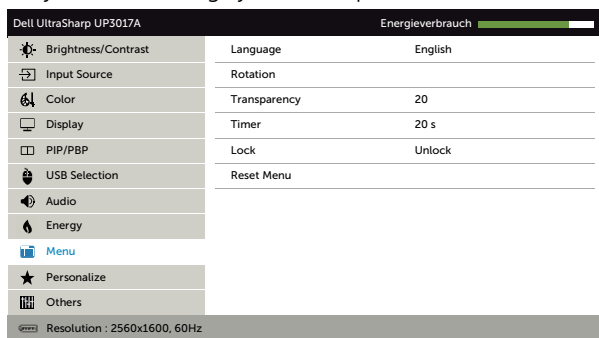 Dell UltraSharp UP3017A Energieverbrauch
Brightness/Contrast Language English
Input Source Rotation
Color Transparency 20
Display Timer 20 s
PIP/PBP Lock Unlock
USB Selection Reset Menu
Audio
Energy
Menu
Personalize
Others
Resolution : 2560x1600, 60Hz